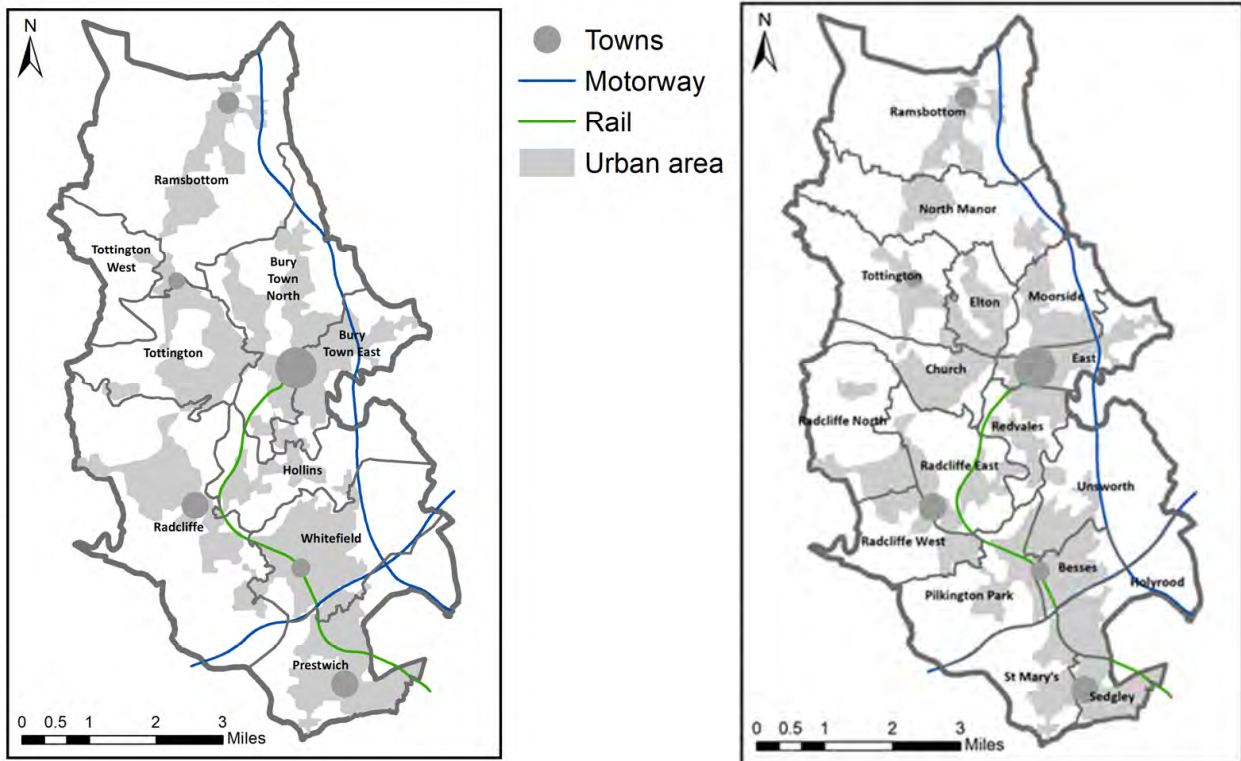 N
Ramsbottom
Tottington
West
Bury
Town
North
Bury
Town East
Tottington
Hollins
Radcliffe
Whitefield
Prestwich
0 0.5 1 2 3
Miles
Towns
Motorway
Rail
Urban area
N
Ramsbottom
North Manor
Tottington
Elton
Moorside
East
Church
Radcliffe North
Redvales
Radcliffe East
Unsworth
Radcliffe West
Besses
Holyrood
Pilkington Park
St Mary's
Sedgley
0 0.5 1 2 3
Miles